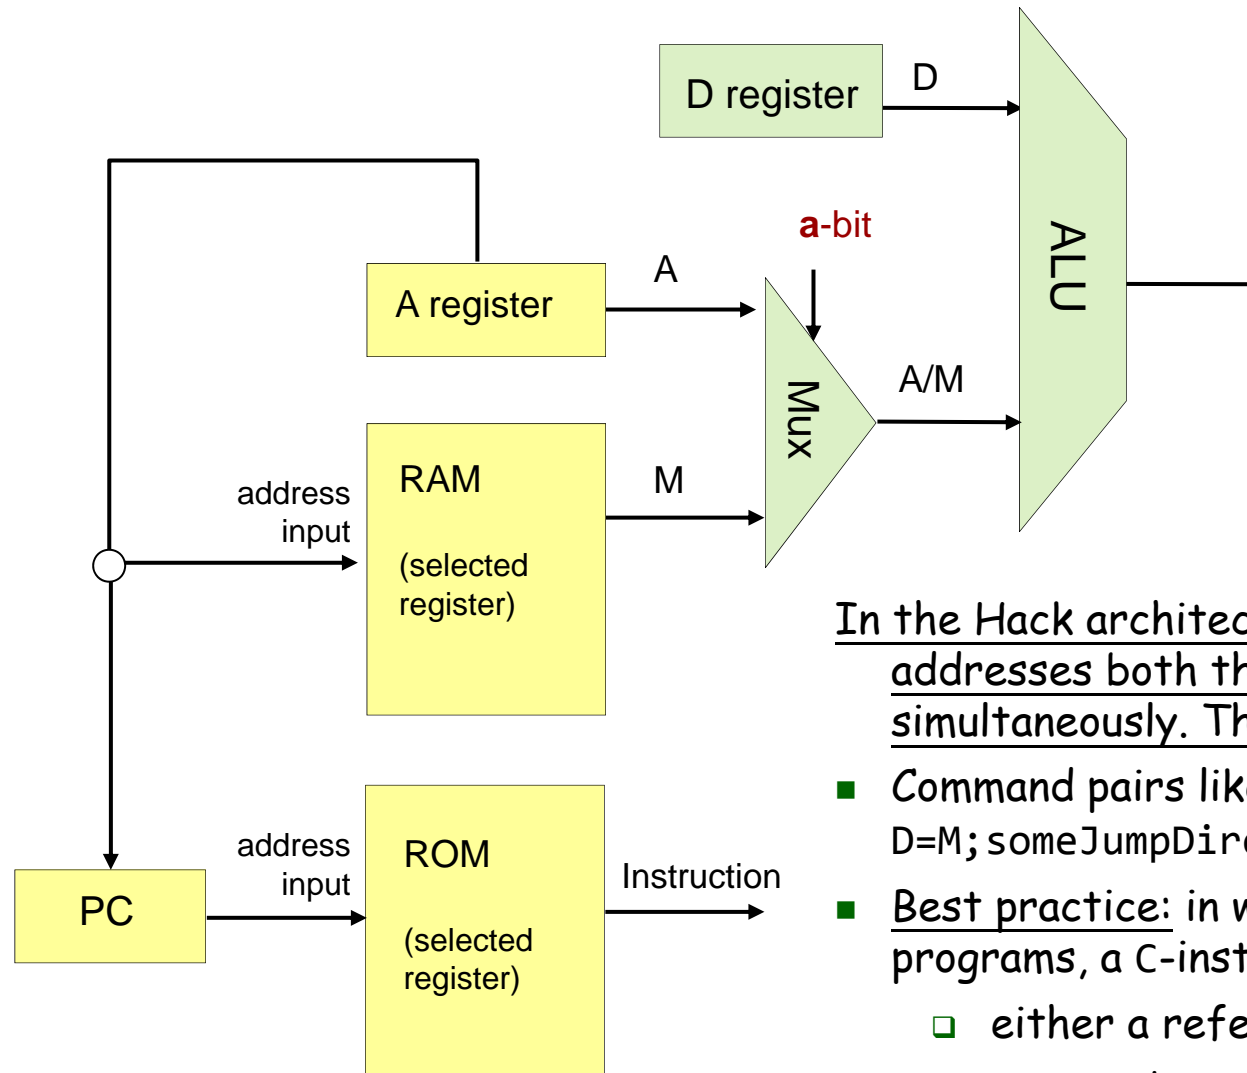 D register
D
ALU
a-bit
A register
A
Mux
A/M
address
input
RAM
(selected
register)
M
PC
address
input
ROM
(selected
register)
Instruction
In the Hack architec
addresses both th
simultaneously. Th
Command pairs lik
D=M;someJumpDir
Best practice: in w
programs, a C-inst
either a refe